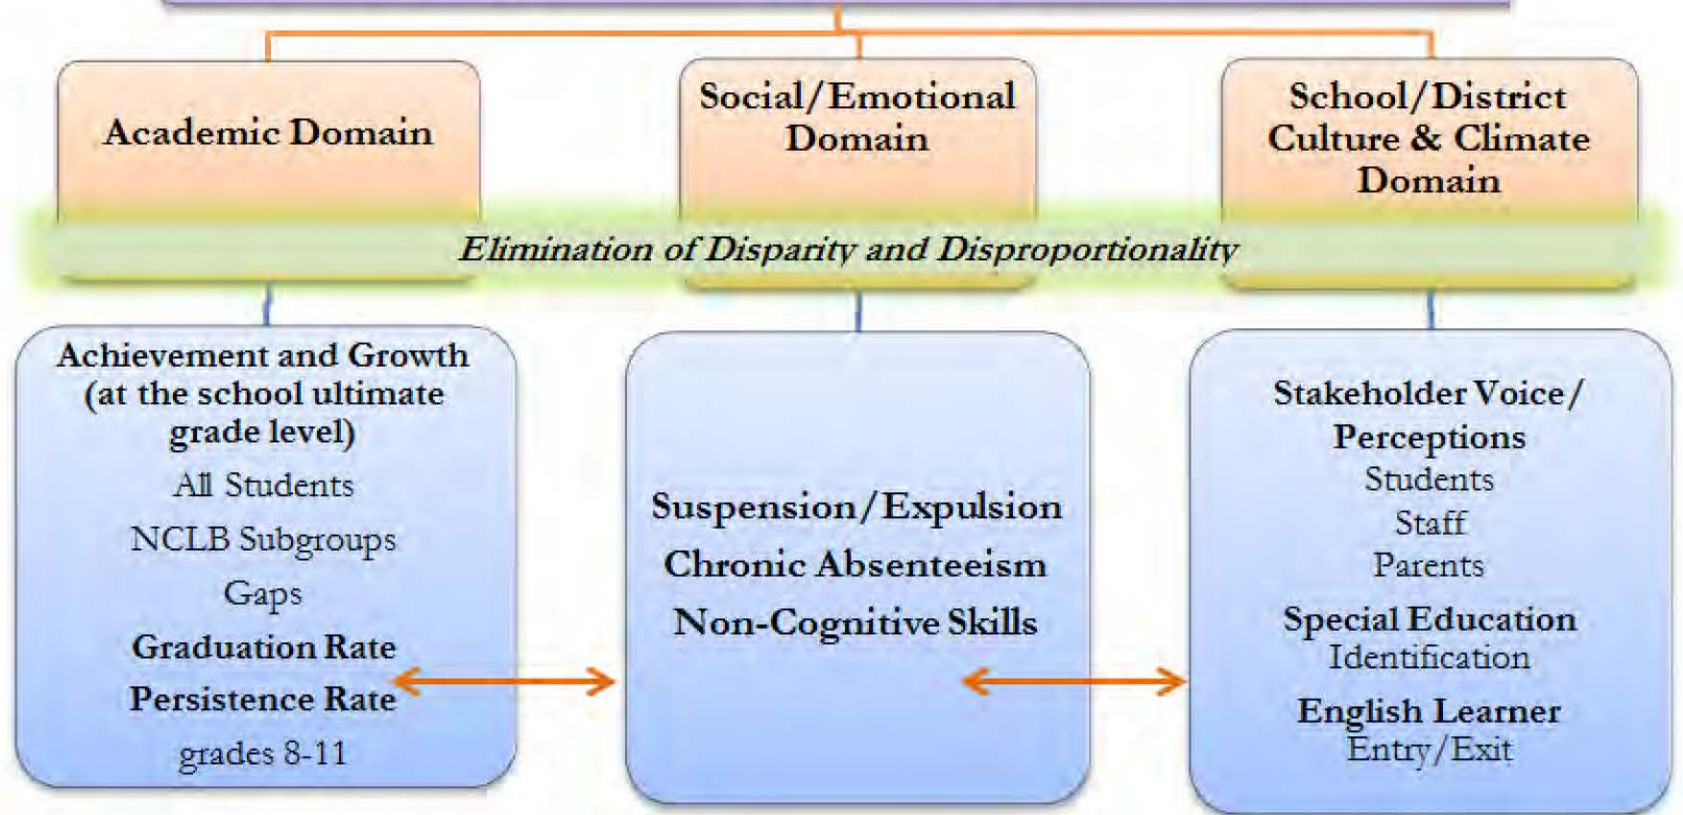 Academic Domain
Social/Emotional
Domain
School/District
Culture & Climate
Domain
Elimination of Disparity and Disproportionality
Achievement and Growth
(at the school ultimate
grade level)
All Students
NCLB Subgroups
Gaps
Graduation Rate
Persistence Rate
grades 8-11
Suspension/Expulsion
Chronic Absenteeism
Non-Cognitive Skills
Stakeholder Voice/
Perceptions
Students
Staff
Parents
Special Education
Identification
English Learner
Entry/Exit